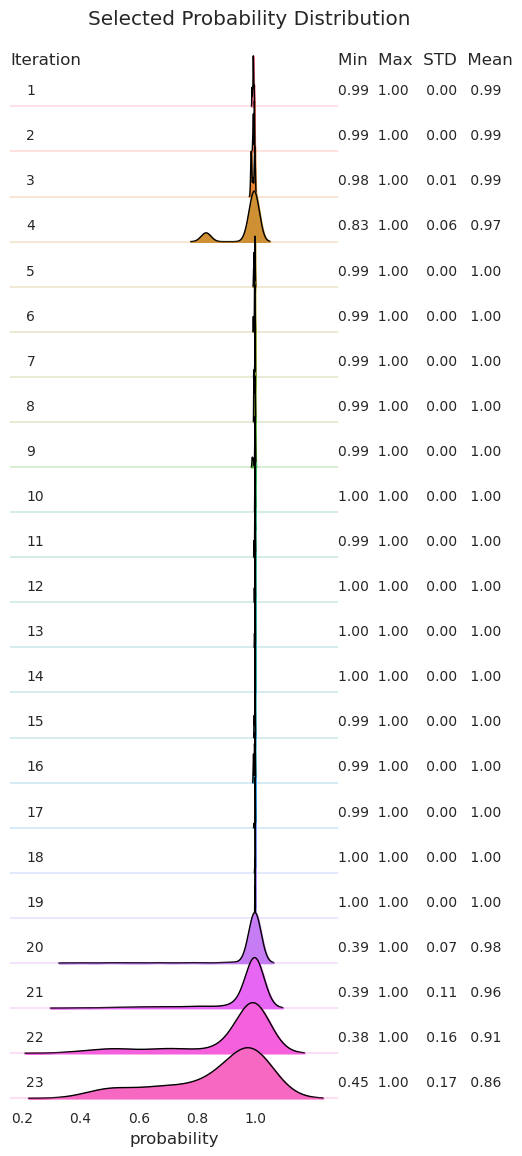 Selected Probability Distribution
Iteration Min Max STD Mean
1 0.99 1.00 0.00 0.99
2 0.99 1.00 0.00 0.99
3 0.98 1.00 0.01 0.99
4 0.83 1.00 0.06 0.97
5 0.99 1.00 0.00 1.00
6 0.99 1.00 0.00 1.00
7 0.99 1.00 0.00 1.00
8 0.99 1.00 0.00 1.00
9 0.99 1.00 0.00 1.00
10 1.00 1.00 0.00 1.00
11 0.99 1.00 0.00 1.00
12 1.00 1.00 0.00 1.00
13 1.00 1.00 0.00 1.00
14 1.00 1.00 0.00 1.00
15 0.99 1.00 0.00 1.00
16 0.99 1.00 0.00 1.00
17 0.99 1.00 0.00 1.00
18 1.00 1.00 0.00 1.00
19 1.00 1.00 0.00 1.00
20 0.39 1.00 0.07 0.98
21 0.39 1.00 0.11 0.96
22 0.38 1.00 0.16 0.91
23 0.45 1.00 0.17 0.86
0.2 0.4 0.6 0.8 1.0
probability